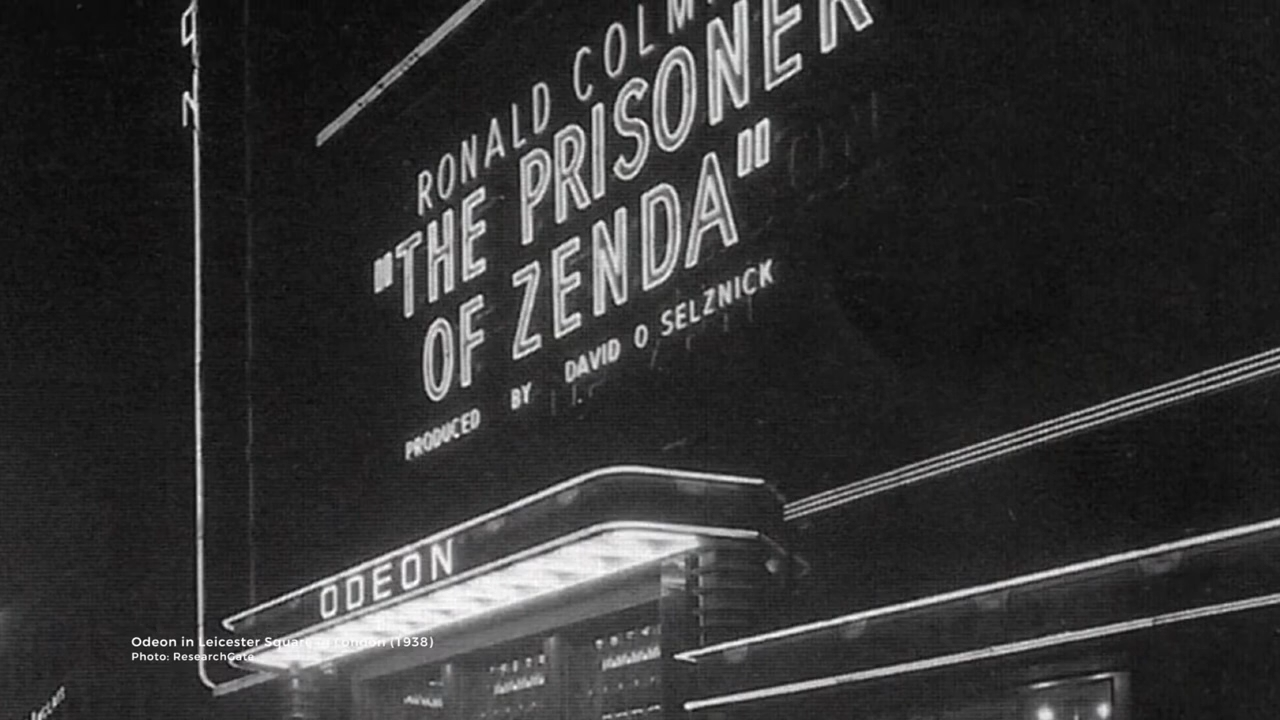 RONALD COLM
"THE PRISONER
OF ZENDA"
PRODUCED BY DAVID O SELZNICK
ODEON
Odeon in Leicester Square in London (1938)
Photo: ResearchGate